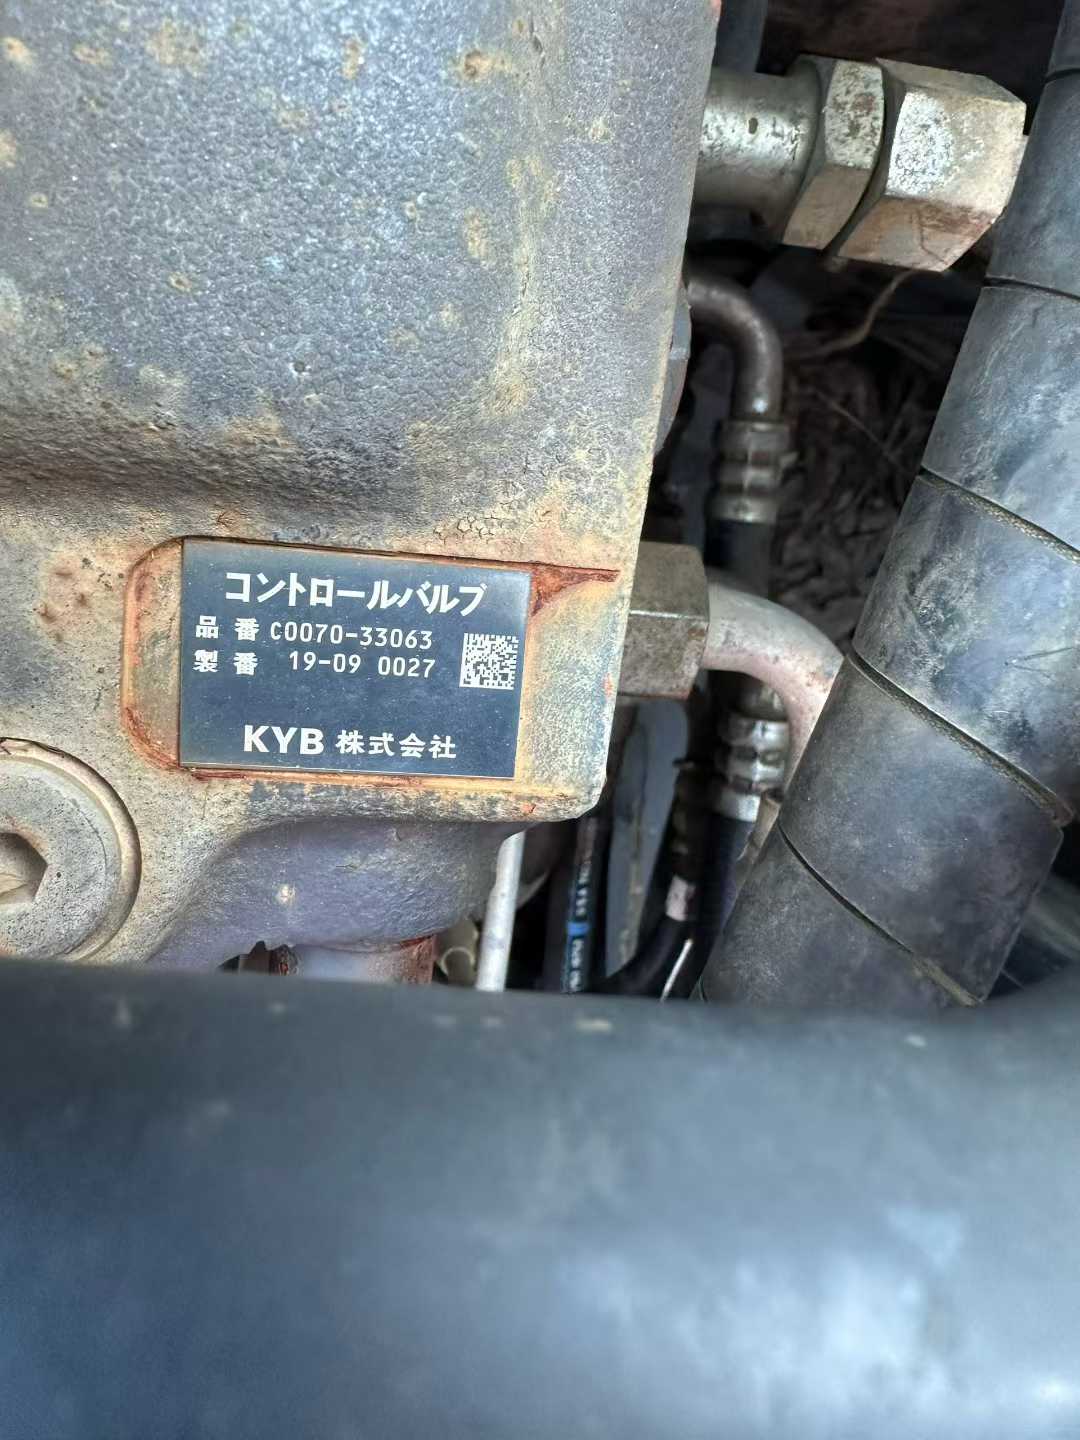 コントロールバルブ
品番 C0070-33063
製番 19-09 0027
KYB 株式会社